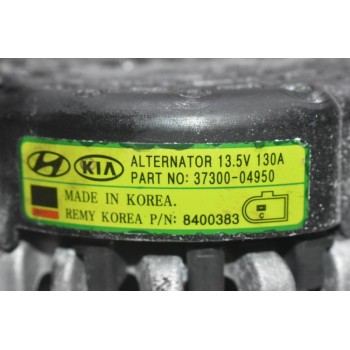 KIA ALTERNATOR 13.5V 130A
PART NO: 37300-04950
MADE IN KOREA.
REMY KOREA P/N: 8400383
C